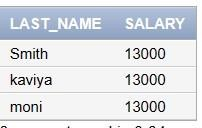 LAST_NAME SALARY
Smith 13000
kaviya 13000
moni 13000